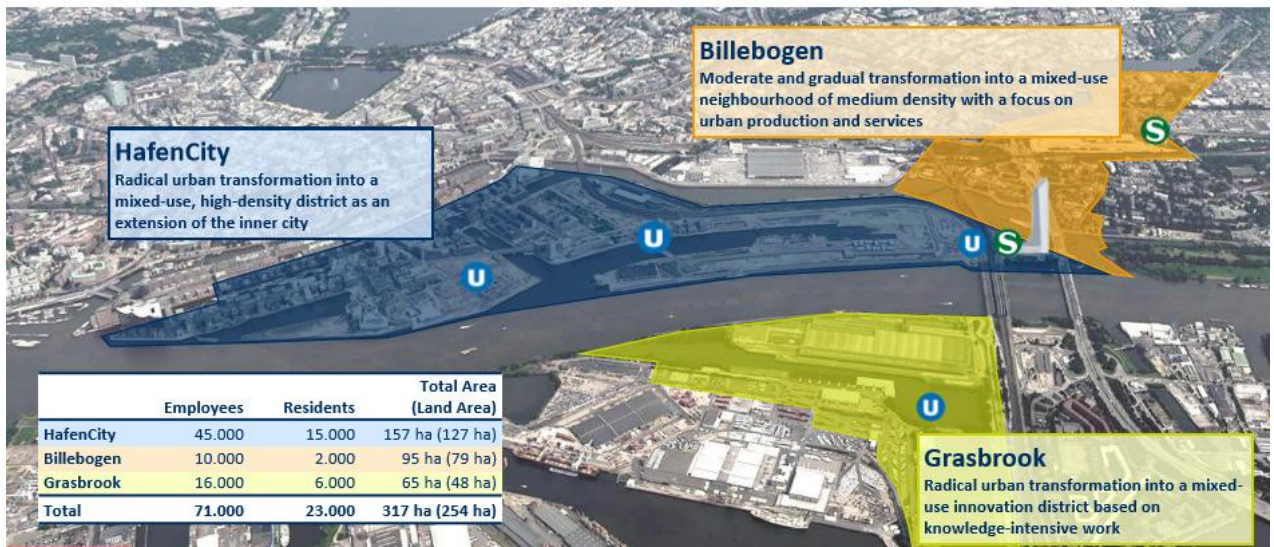 Billebogen
Moderate and gradual transformation into a mixed-use
neighbourhood of medium density with a focus on
urban production and services
S
HafenCity
Radical urban transformation into a
mixed-use, high-density district as an
extension of the inner city
U
U
U
S
U
Total Area
Employees Residents (Land Area)
HafenCity 45.000 15.000 157 ha (127 ha)
Billebogen 10.000 2.000 95 ha (79 ha)
Grasbrook 16.000 6.000 65 ha (48 ha)
Total 71.000 23.000 317 ha (254 ha)
Grasbrook
Radical urban transformation into a mixed-
use innovation district based on
knowledge-intensive work